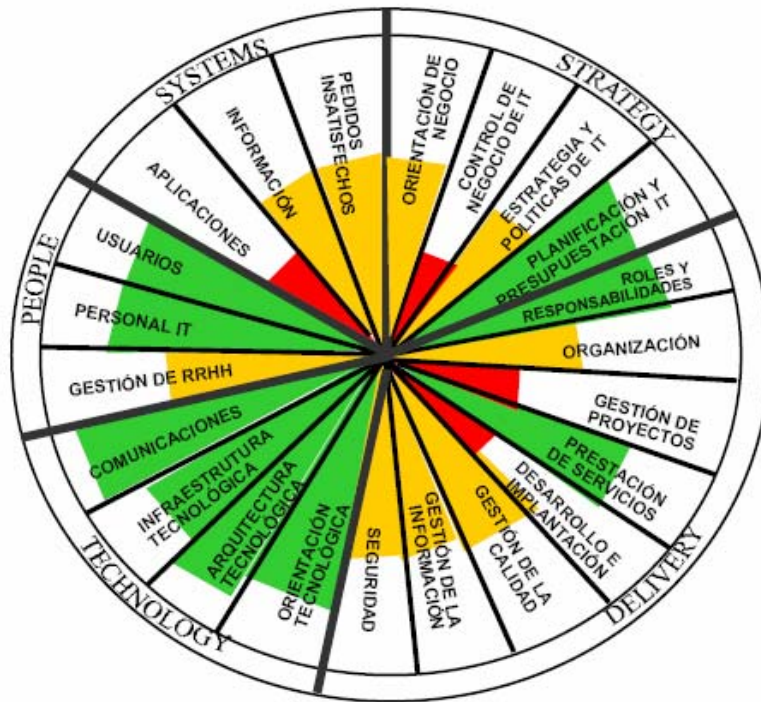 SYSTEMS
STRATEGY
PEOPLE
TECHNOLOGY
DELIVERY
PEDIDOS
INSATISFECHOS
ORIENTACIÓN DE
NEGOCIO
CONTROL DE
NEGOCIO DE IT
ESTRATEGIA Y
POLITICAS DE IT
PLANIFICACIÓN Y
PRESUPUESTACIÓN IT
ROLES Y
RESPONSABILIDADES
ORGANIZACIÓN
GESTIÓN DE
PROYECTOS
PRESTACIÓN
DE SERVICIOS
DESARROLLO E
IMPLANTACIÓN
GESTIÓN DE LA
CALIDAD
GESTIÓN DE LA
INFORMACIÓN
SEGURIDAD
ORIENTACIÓN
TECNOLÓGICA
ARQUITECTURA
TECNOLÓGICA
INFRAESTRUTURA
TECNOLÓGICA
COMUNICACIONES
GESTIÓN DE RRHH
PERSONAL IT
USUARIOS
APLICACIONES
INFORMACIÓN